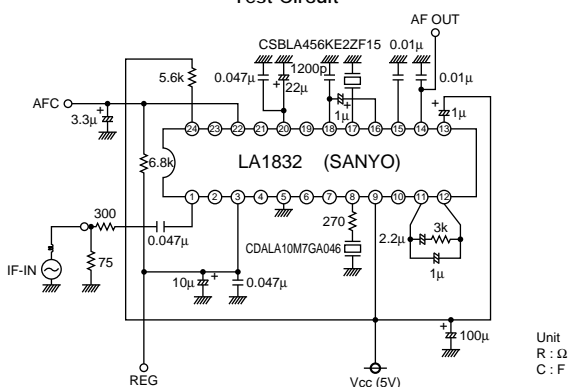 Test Circuit
AF OUT
CSBLA456KE2ZF15
0.01μ
5.6k
0.047μ
1200p
22μ
0.01μ
AFC
3.3μ
1μ
1μ
24 23 22 21 20 19 18 17 16 15 14 13
6.8k
LA1832 (SANYO)
1 2 3 4 5 6 7 8 9 10 11 12
300
270
3k
0.047μ
2.2μ
CDALA10M7GA046
IF-IN
75
10μ
0.047μ
1μ
100μ
Unit
R : Ω
C : F
REG
Vcc (5V)